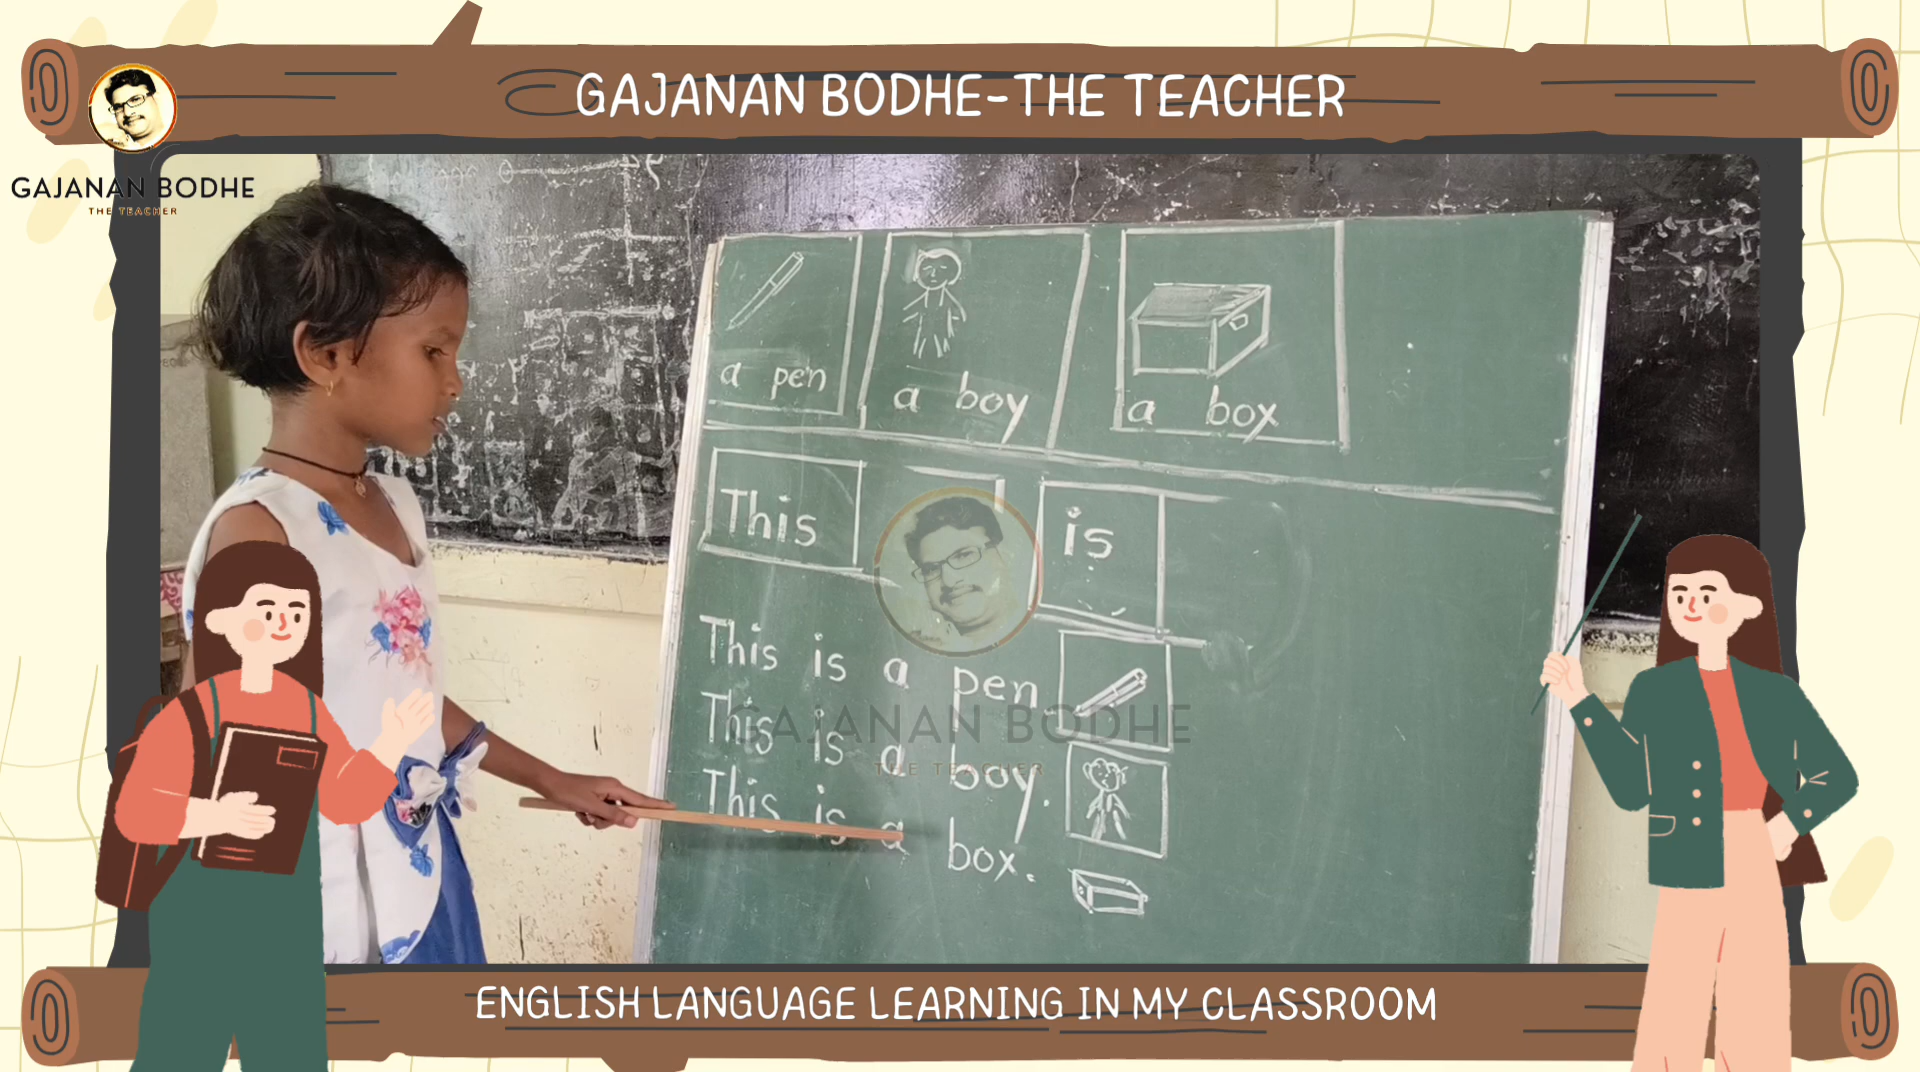 GAJANAN BODHE-THE TEACHER
GAJANAN BODHE
THE TEACHER
a pen
a boy
a box
This
is
This is a pen.
This is a boy.
This is a box.
GAJANAN BODHE
THE TEACHER
ENGLISH LANGUAGE LEARNING IN MY CLASSROOM